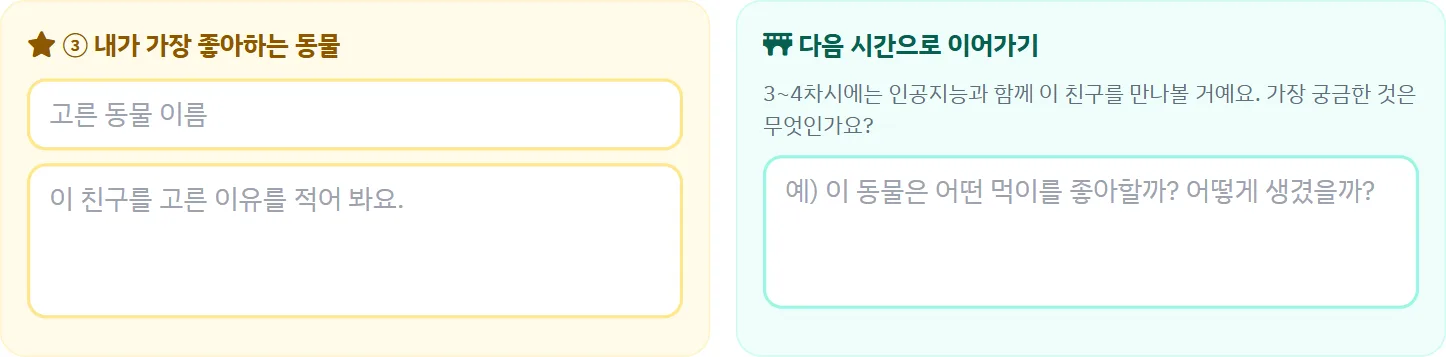 ③ 내가 가장 좋아하는 동물
고른 동물 이름
이 친구를 고른 이유를 적어 봐요.
다음 시간으로 이어가기
3~4차시에는 인공지능과 함께 이 친구를 만나볼 거예요. 가장 궁금한 것은
무엇인가요?
예) 이 동물은 어떤 먹이를 좋아할까? 어떻게 생겼을까?